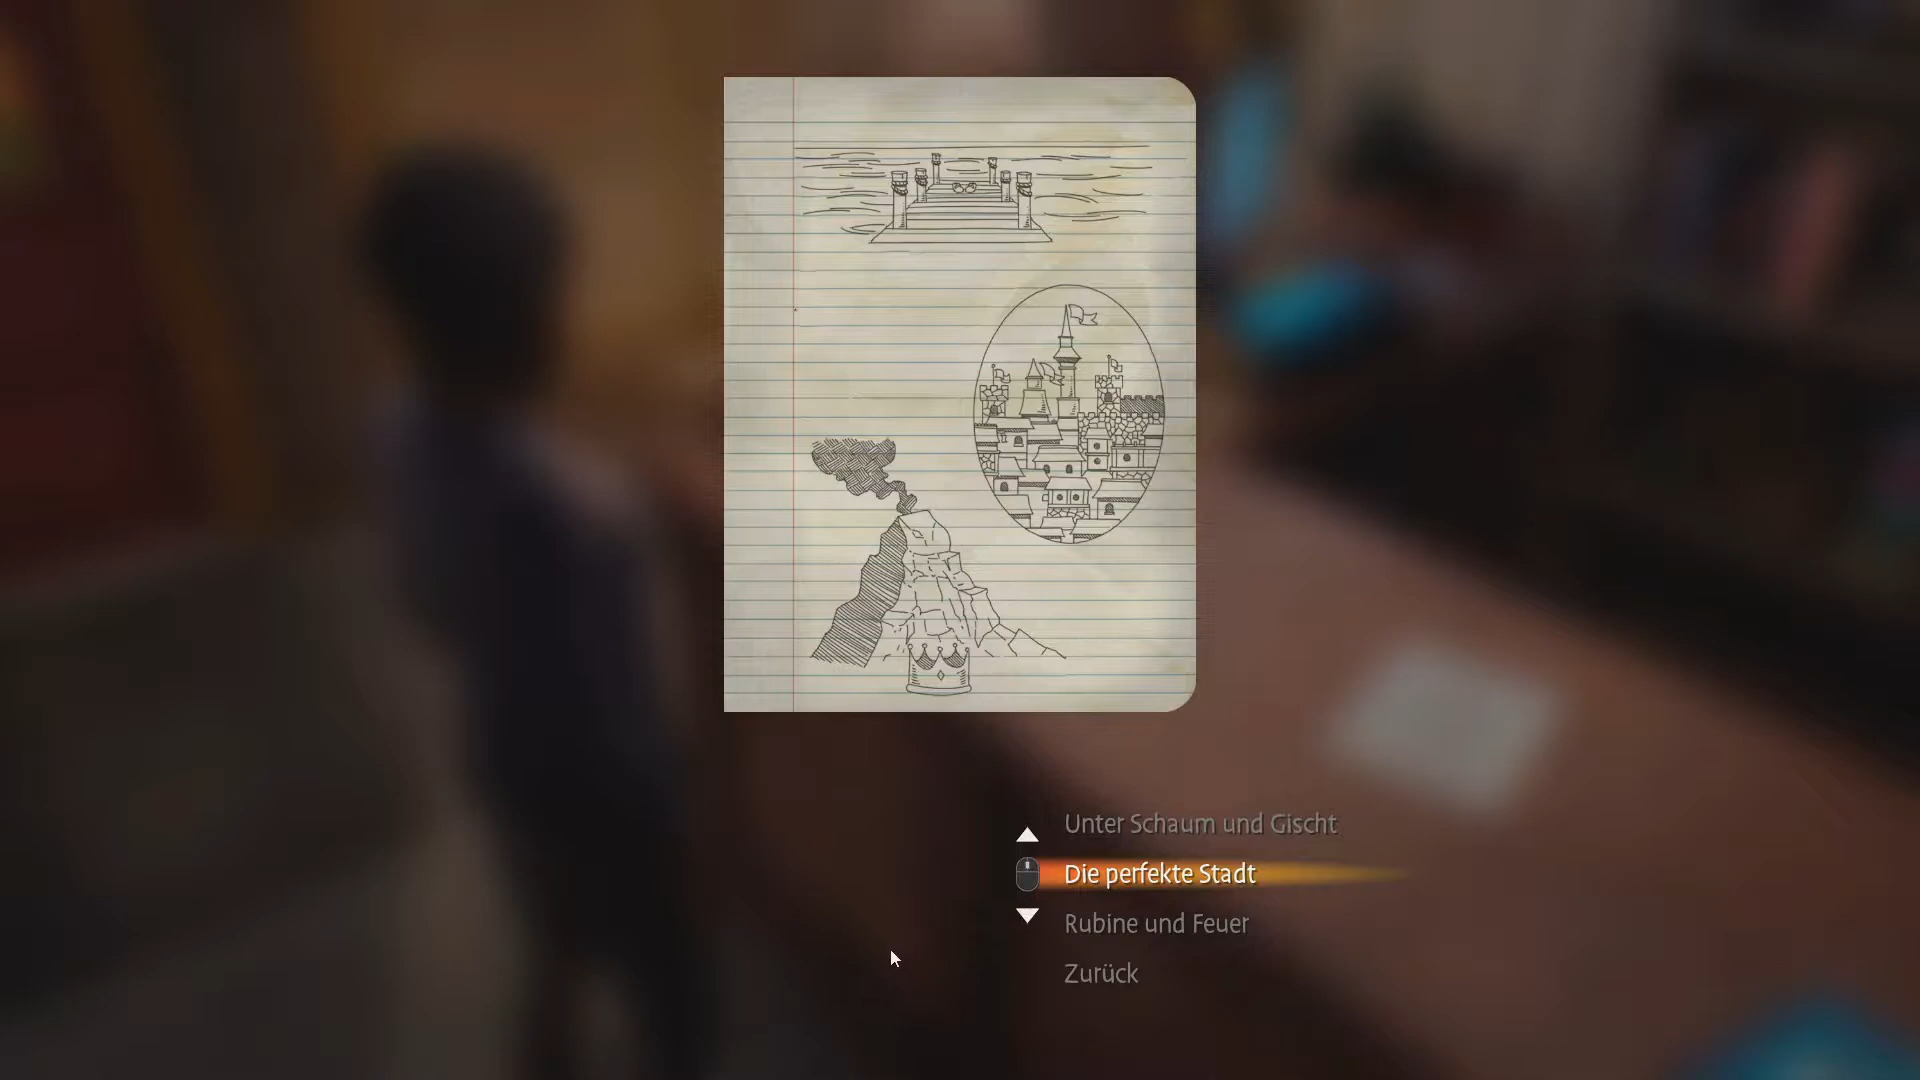 Unter Schaum und Gischt
Die perfekte Stadt
Rubine und Feuer
Zurück